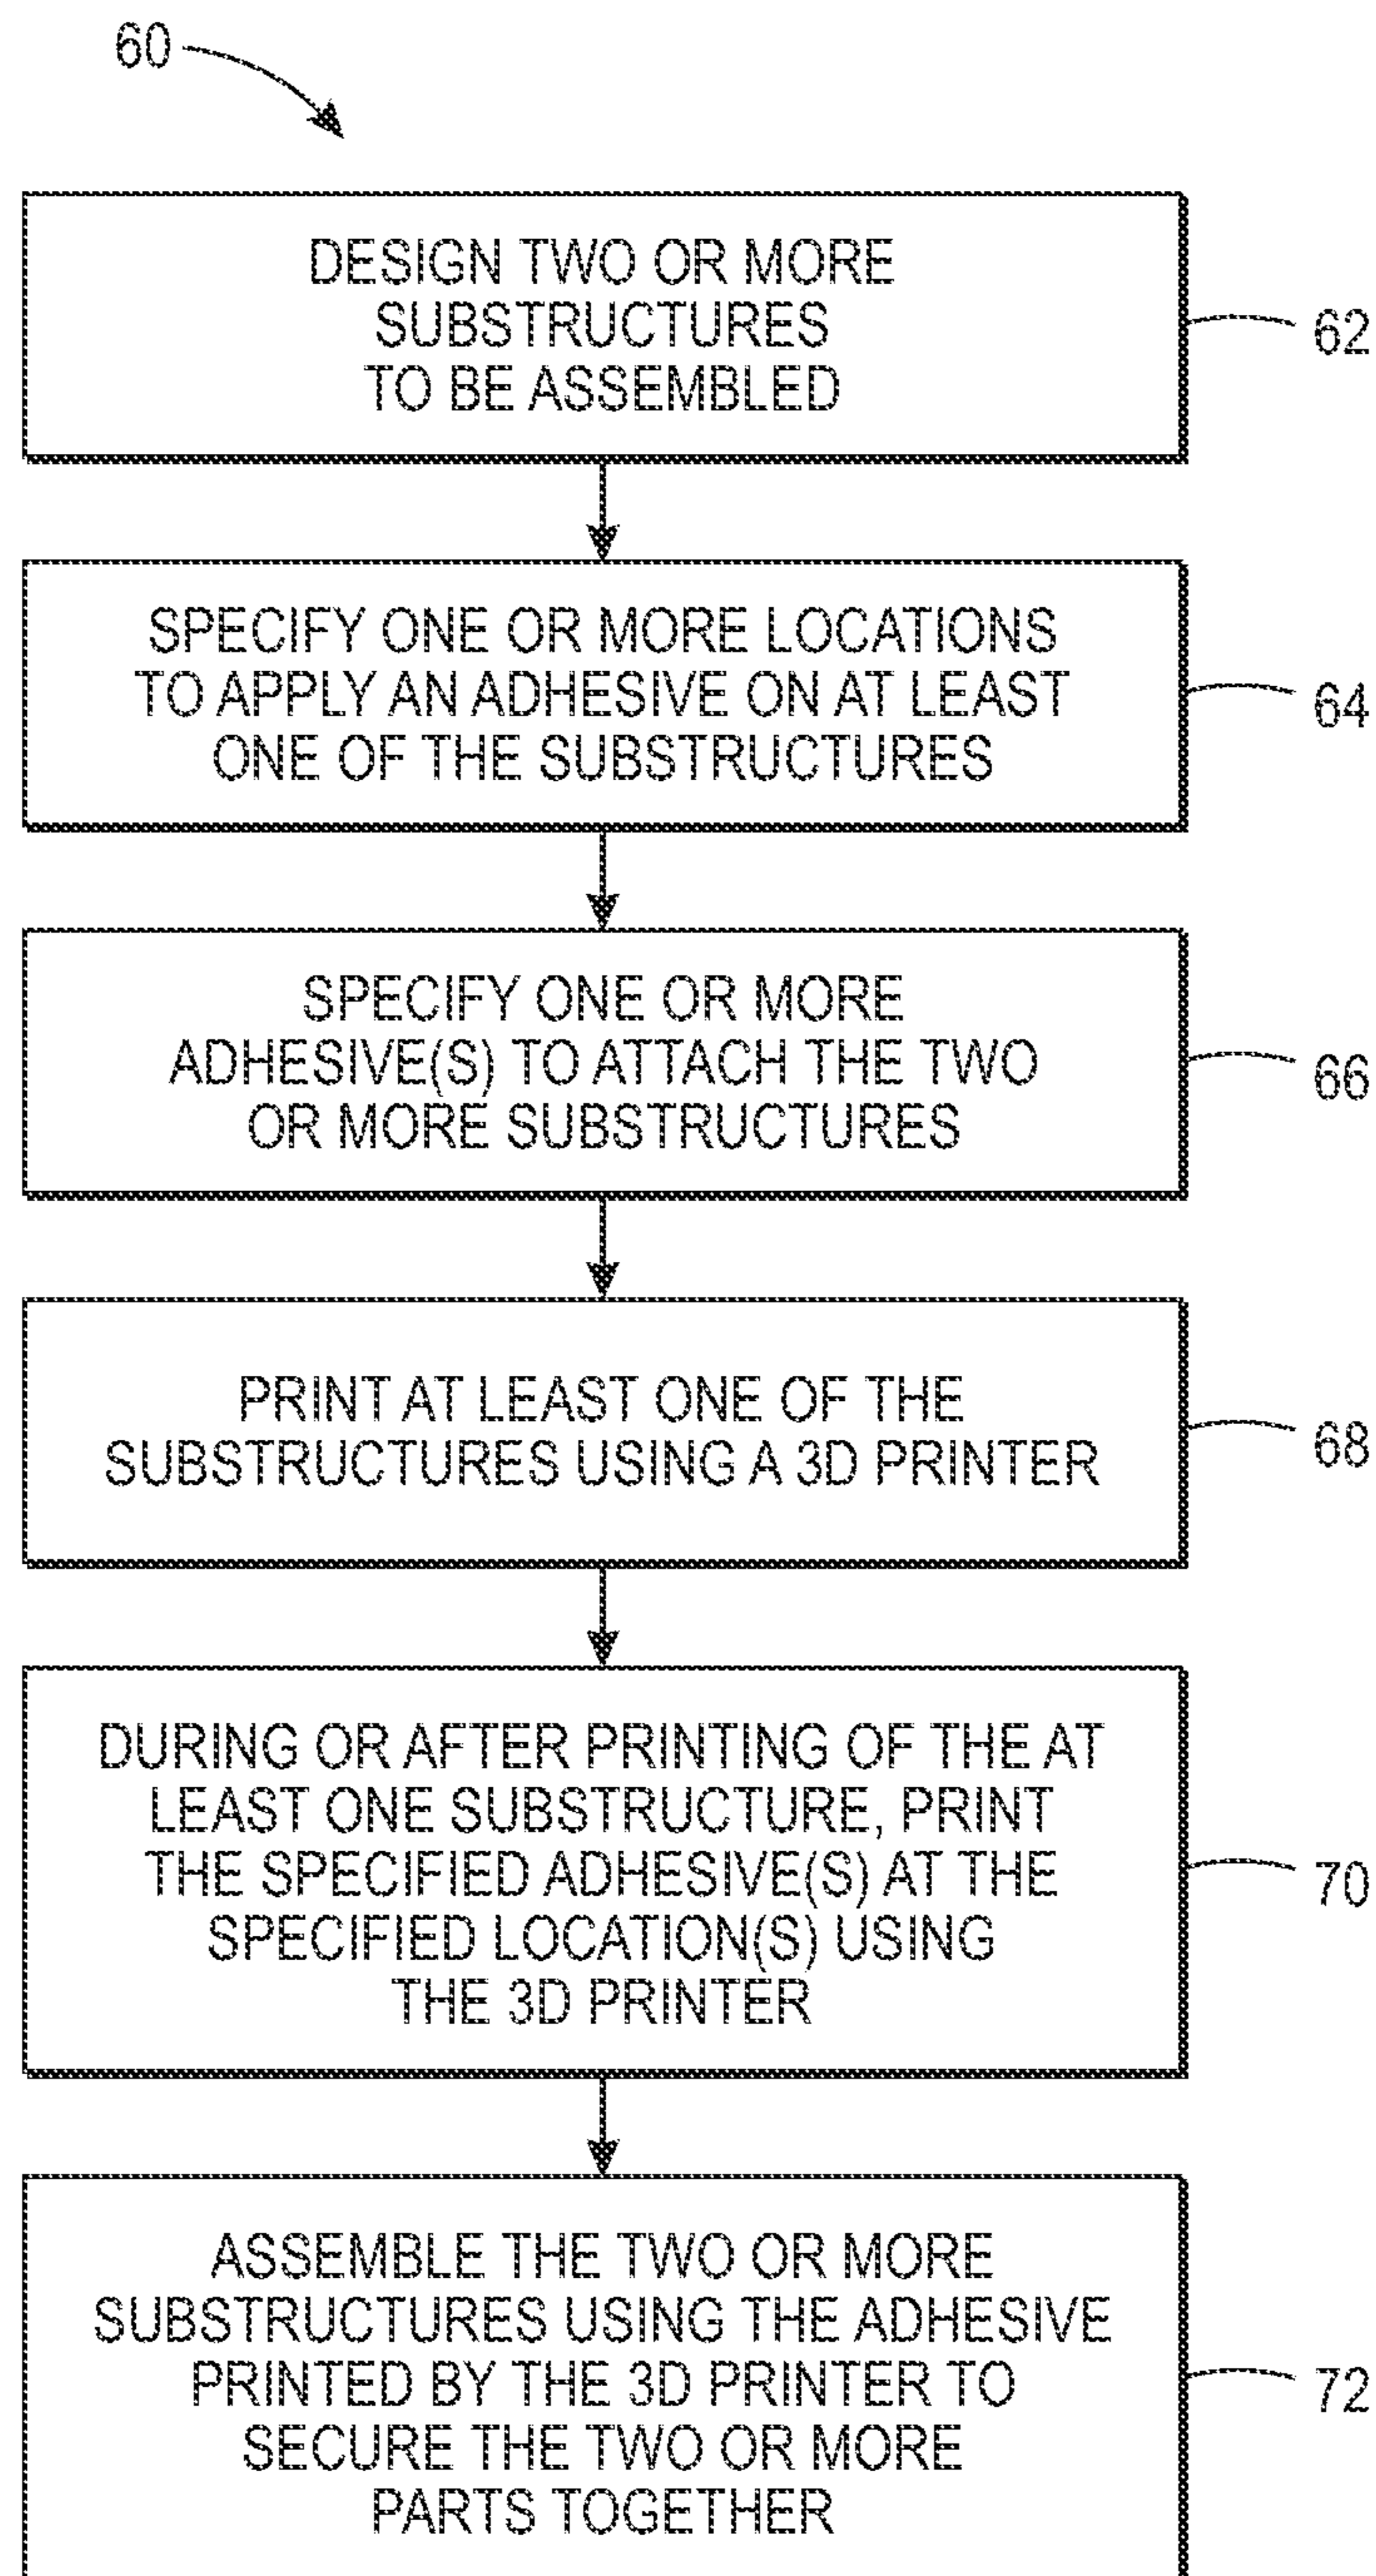 60
DESIGN TWO OR MORE
SUBSTRUCTURES
TO BE ASSEMBLED
62
SPECIFY ONE OR MORE LOCATIONS
TO APPLY AN ADHESIVE ON AT LEAST
ONE OF THE SUBSTRUCTURES
64
SPECIFY ONE OR MORE
ADHESIVE(S) TO ATTACH THE TWO
OR MORE SUBSTRUCTURES
66
PRINT AT LEAST ONE OF THE
SUBSTRUCTURES USING A 3D PRINTER
68
DURING OR AFTER PRINTING OF THE AT
LEAST ONE SUBSTRUCTURE, PRINT
THE SPECIFIED ADHESIVE(S) AT THE
SPECIFIED LOCATION(S) USING
THE 3D PRINTER
70
ASSEMBLE THE TWO OR MORE
SUBSTRUCTURES USING THE ADHESIVE
PRINTED BY THE 3D PRINTER TO
SECURE THE TWO OR MORE
PARTS TOGETHER
72